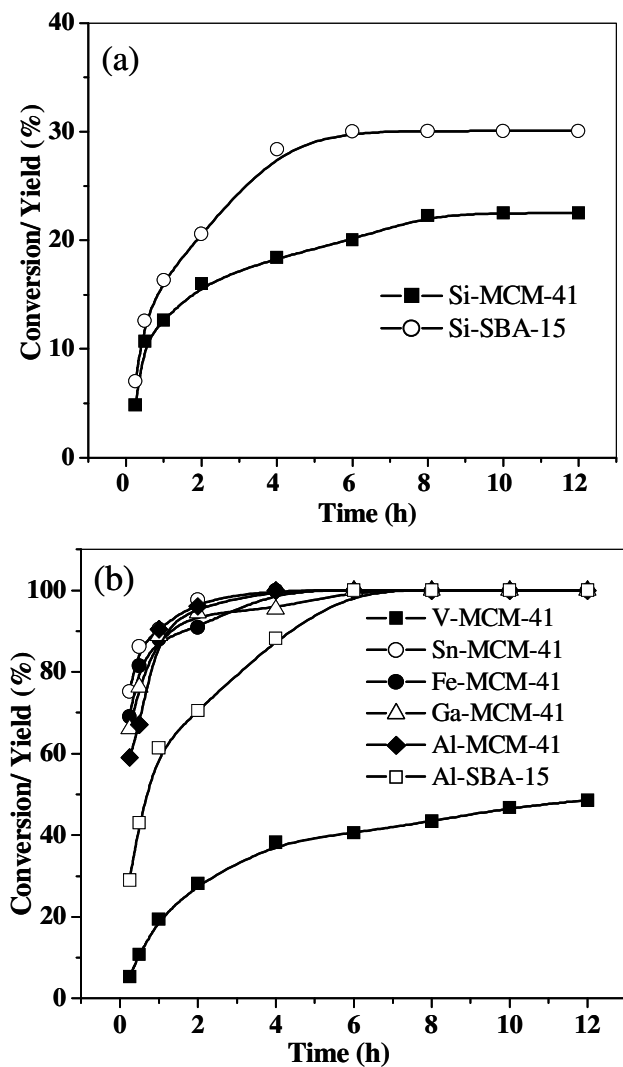 (a)
40
30
20
10
0
Conversion/ Yield (%)
Si-MCM-41
Si-SBA-15
0 2 4 6 8 10 12
Time (h)
(b)
100
80
60
40
20
0
Conversion/ Yield (%)
V-MCM-41
Sn-MCM-41
Fe-MCM-41
Ga-MCM-41
Al-MCM-41
Al-SBA-15
0 2 4 6 8 10 12
Time (h)